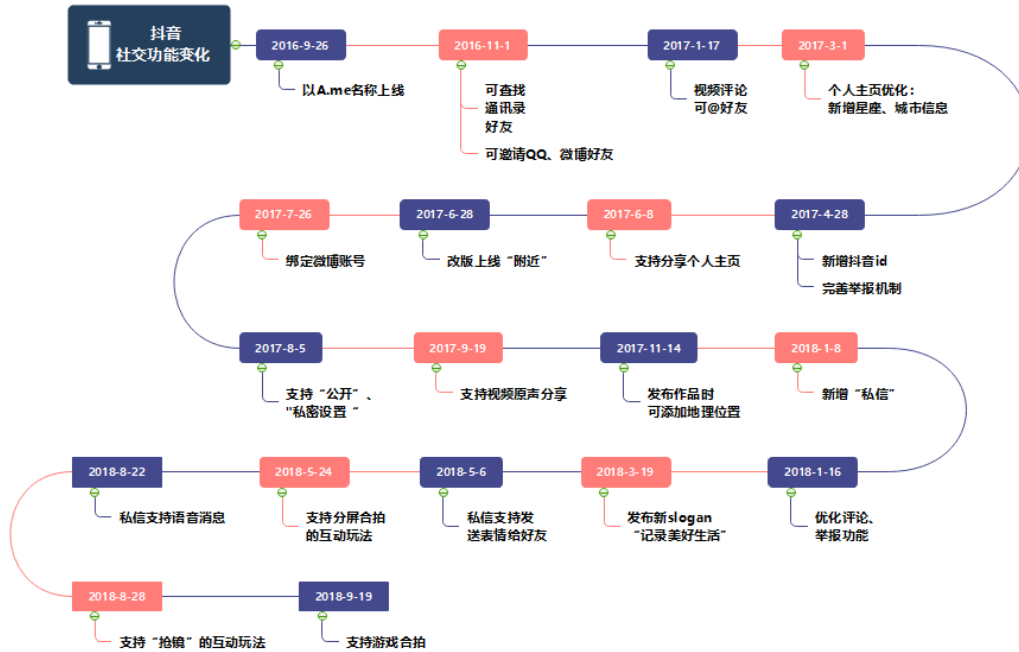 抖音
社交功能变化
2016-9-26
以A.me名称上线
2016-11-1
可查找
通讯录
好友
可邀请QQ、微博好友
2017-1-17
视频评论
可@好友
2017-3-1
个人主页优化：
新增星座、城市信息
2017-4-28
新增抖音id
完善举报机制
2017-6-8
支持分享个人主页
2017-6-28
改版上线“附近”
2017-7-26
绑定微博账号
2017-8-5
支持“公开”、
"私密设置“
2017-9-19
支持视频原声分享
2017-11-14
发布作品时
可添加地理位置
2018-1-8
新增“私信”
2018-1-16
优化评论、
举报功能
2018-3-19
发布新slogan
“记录美好生活”
2018-5-6
私信支持发
送表情给好友
2018-5-24
支持分屏合拍
的互动玩法
2018-8-22
私信支持语音消息
2018-8-28
支持“抢镜”的互动玩法
2018-9-19
支持游戏合拍